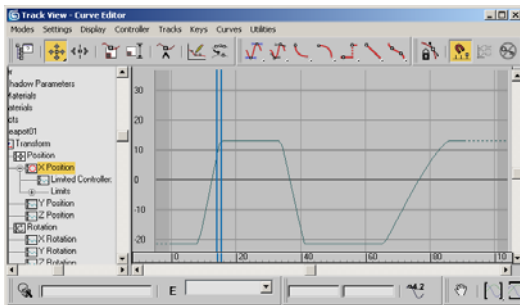 Track View - Curve Editor
Modes Settings Display Controller Tracks Keys Curves Utilities
hadow Parameters
Materials
aterials
cts
eapot01
Transform
Position
X Position
Limited Controller:
Limits
Y Position
Z Position
Rotation
X Rotation
Y Rotation
Z Rotation
30
20
10
0
-10
-20
0 20 40 60 80 10
E